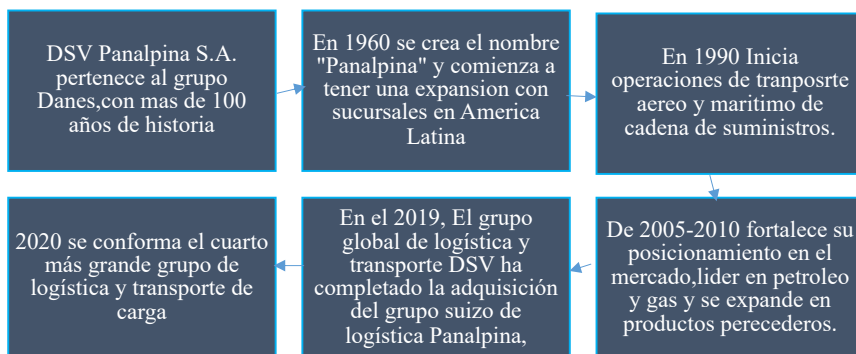 DSV Panalpina S.A.
pertenece al grupo
Danes,con mas de 100
años de historia
En 1960 se crea el nombre
"Panalpina" y comienza a
tener una expansion con
sucursales en America
Latina
En 1990 Inicia
operaciones de tranposrte
aereo y maritimo de
cadena de suministros.
De 2005-2010 fortalece su
posicionamiento en el
mercado,lider en petroleo
y gas y se expande en
productos perecederos.
En el 2019, El grupo
global de logística y
transporte DSV ha
completado la adquisición
del grupo suizo de
logística Panalpina,
2020 se conforma el cuarto
más grande grupo de
logística y transporte de
carga